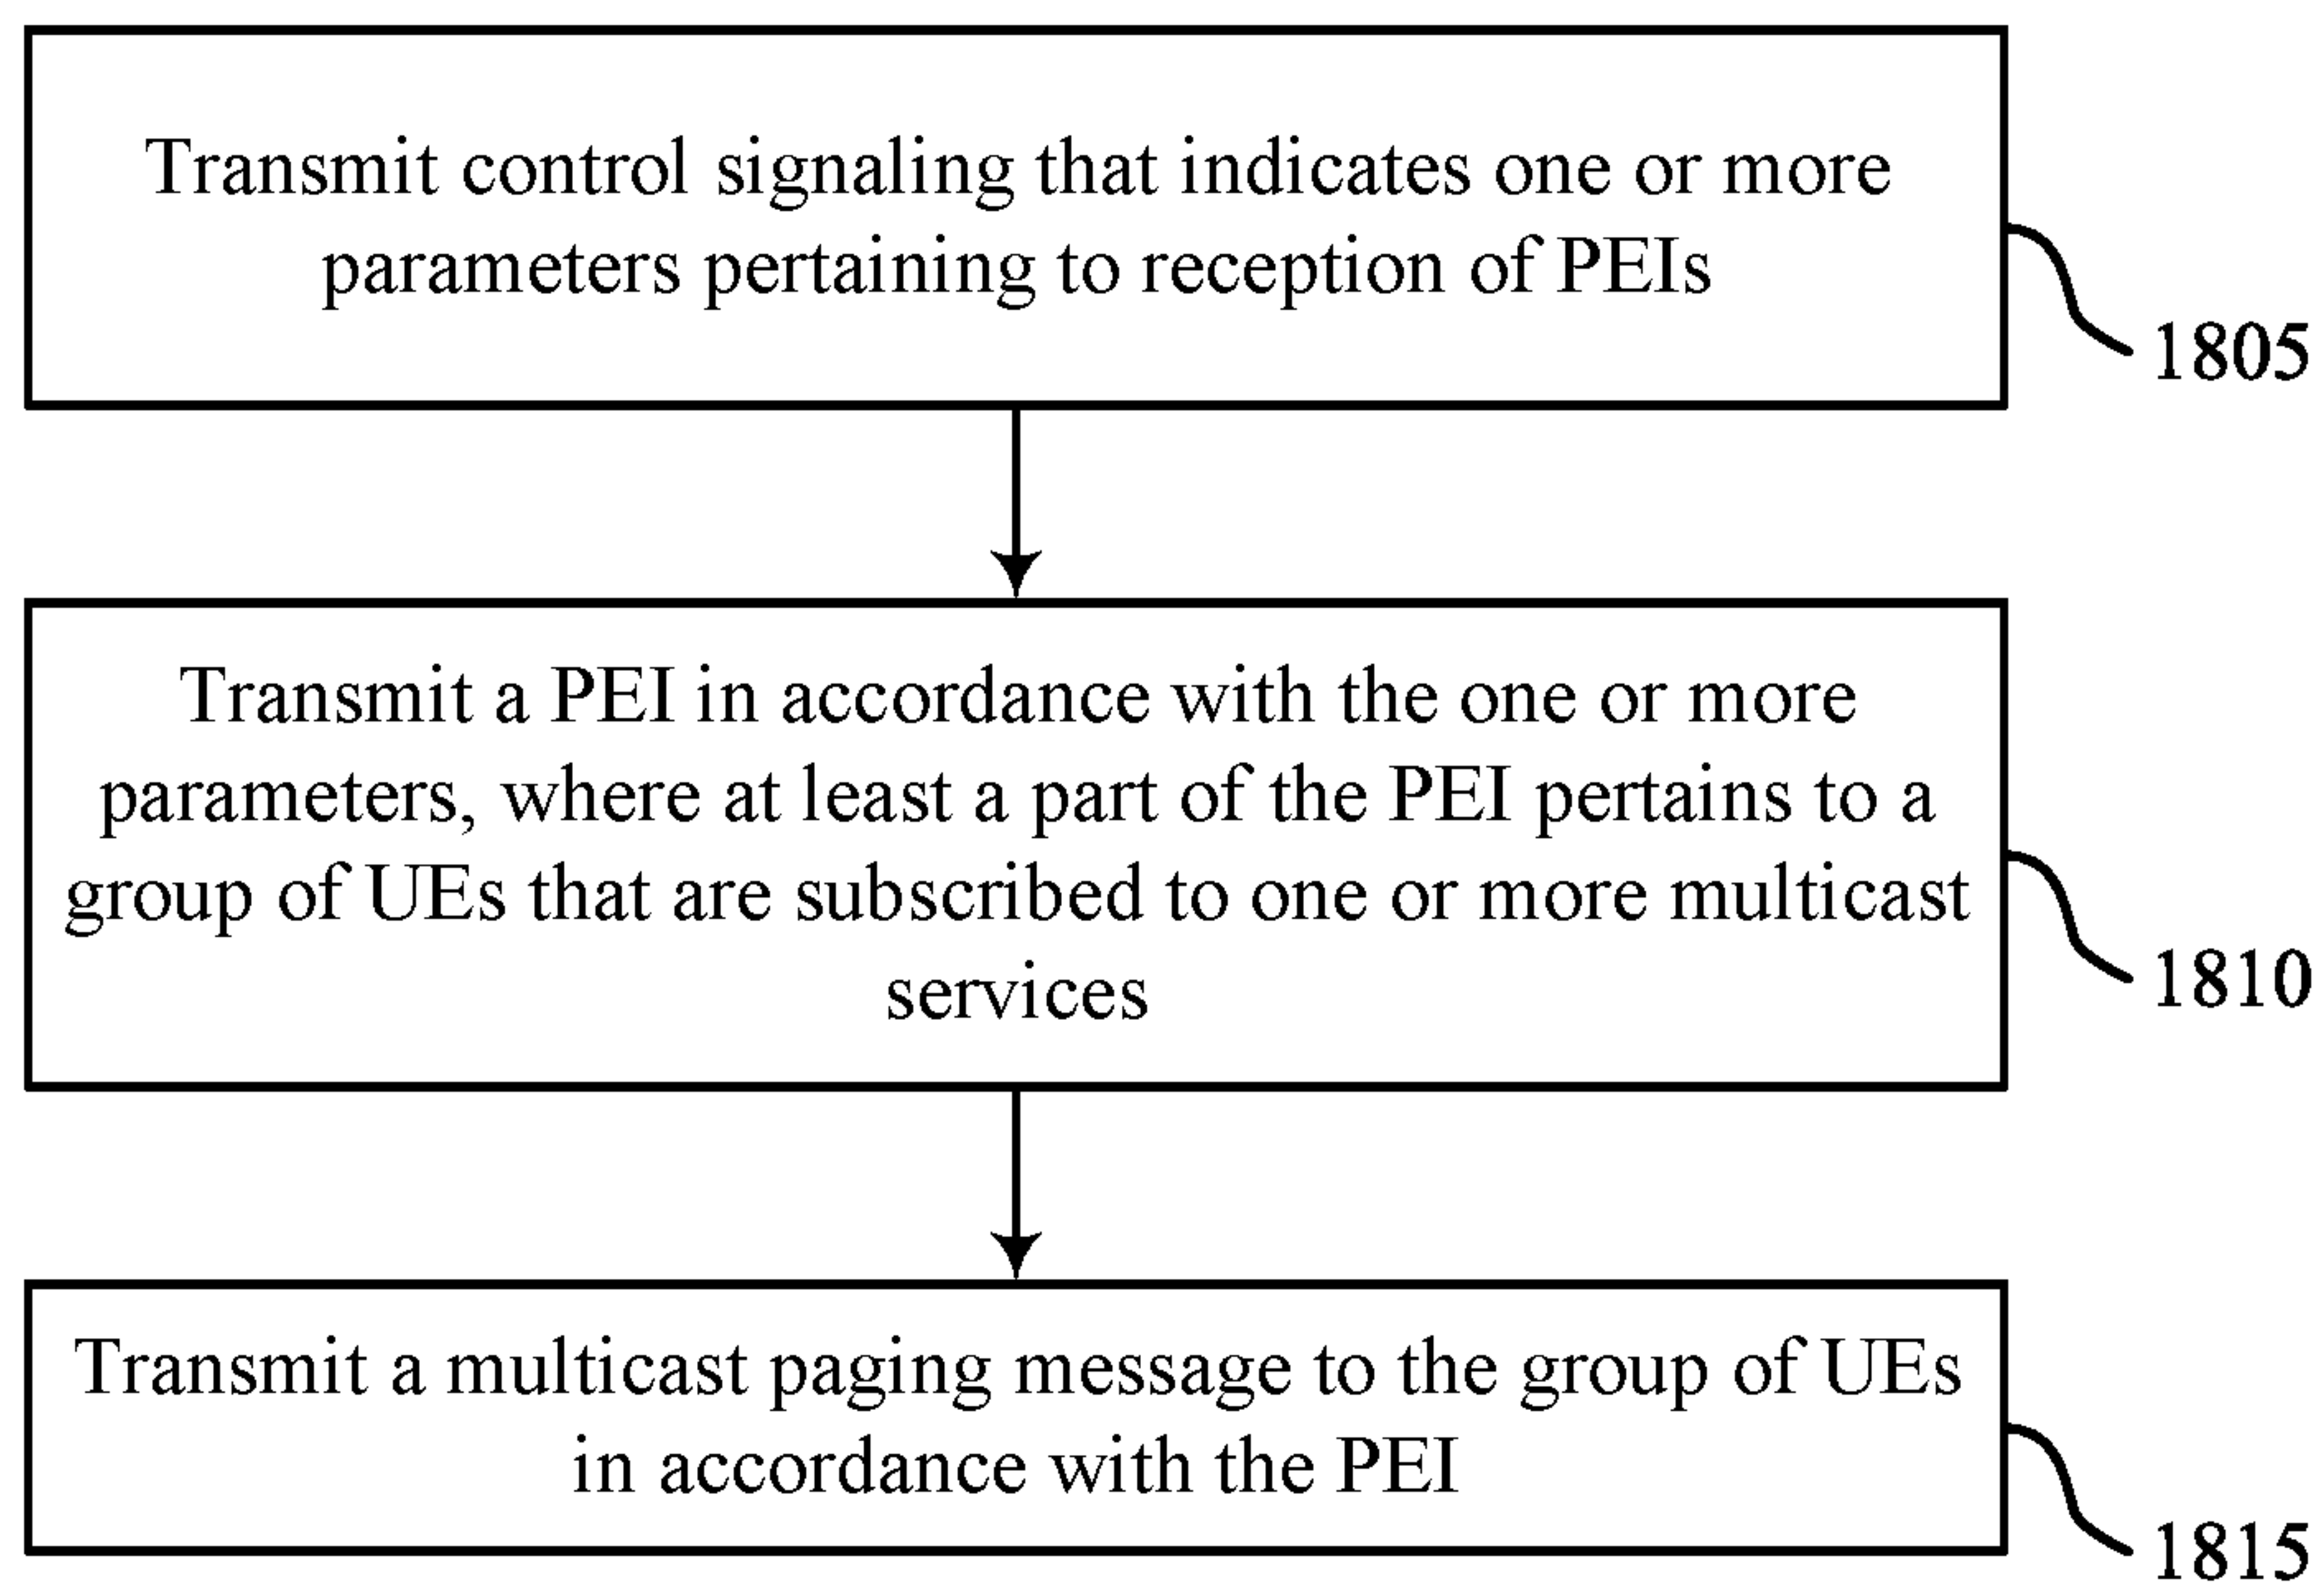 Transmit control signaling that indicates one or more
parameters pertaining to reception of PEIs
1805
Transmit a PEI in accordance with the one or more
parameters, where at least a part of the PEI pertains to a
group of UEs that are subscribed to one or more multicast
services
1810
Transmit a multicast paging message to the group of UEs
in accordance with the PEI
1815